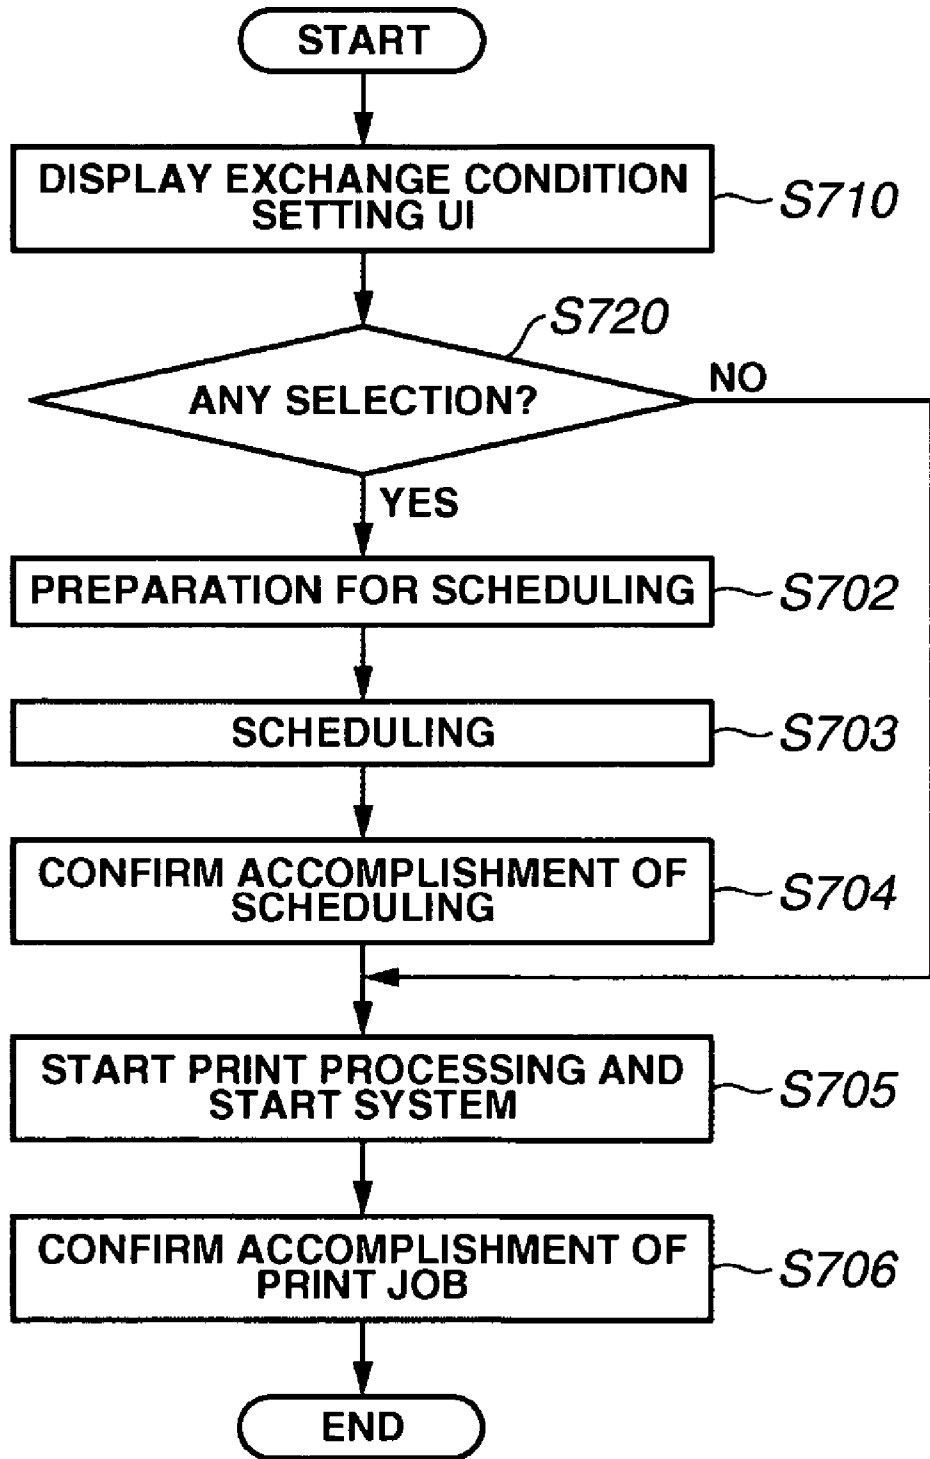 START
DISPLAY EXCHANGE CONDITION
SETTING UI
S710
S720
ANY SELECTION?
NO
YES
PREPARATION FOR SCHEDULING
S702
SCHEDULING
S703
CONFIRM ACCOMPLISHMENT OF
SCHEDULING
S704
START PRINT PROCESSING AND
START SYSTEM
S705
CONFIRM ACCOMPLISHMENT OF
PRINT JOB
S706
END